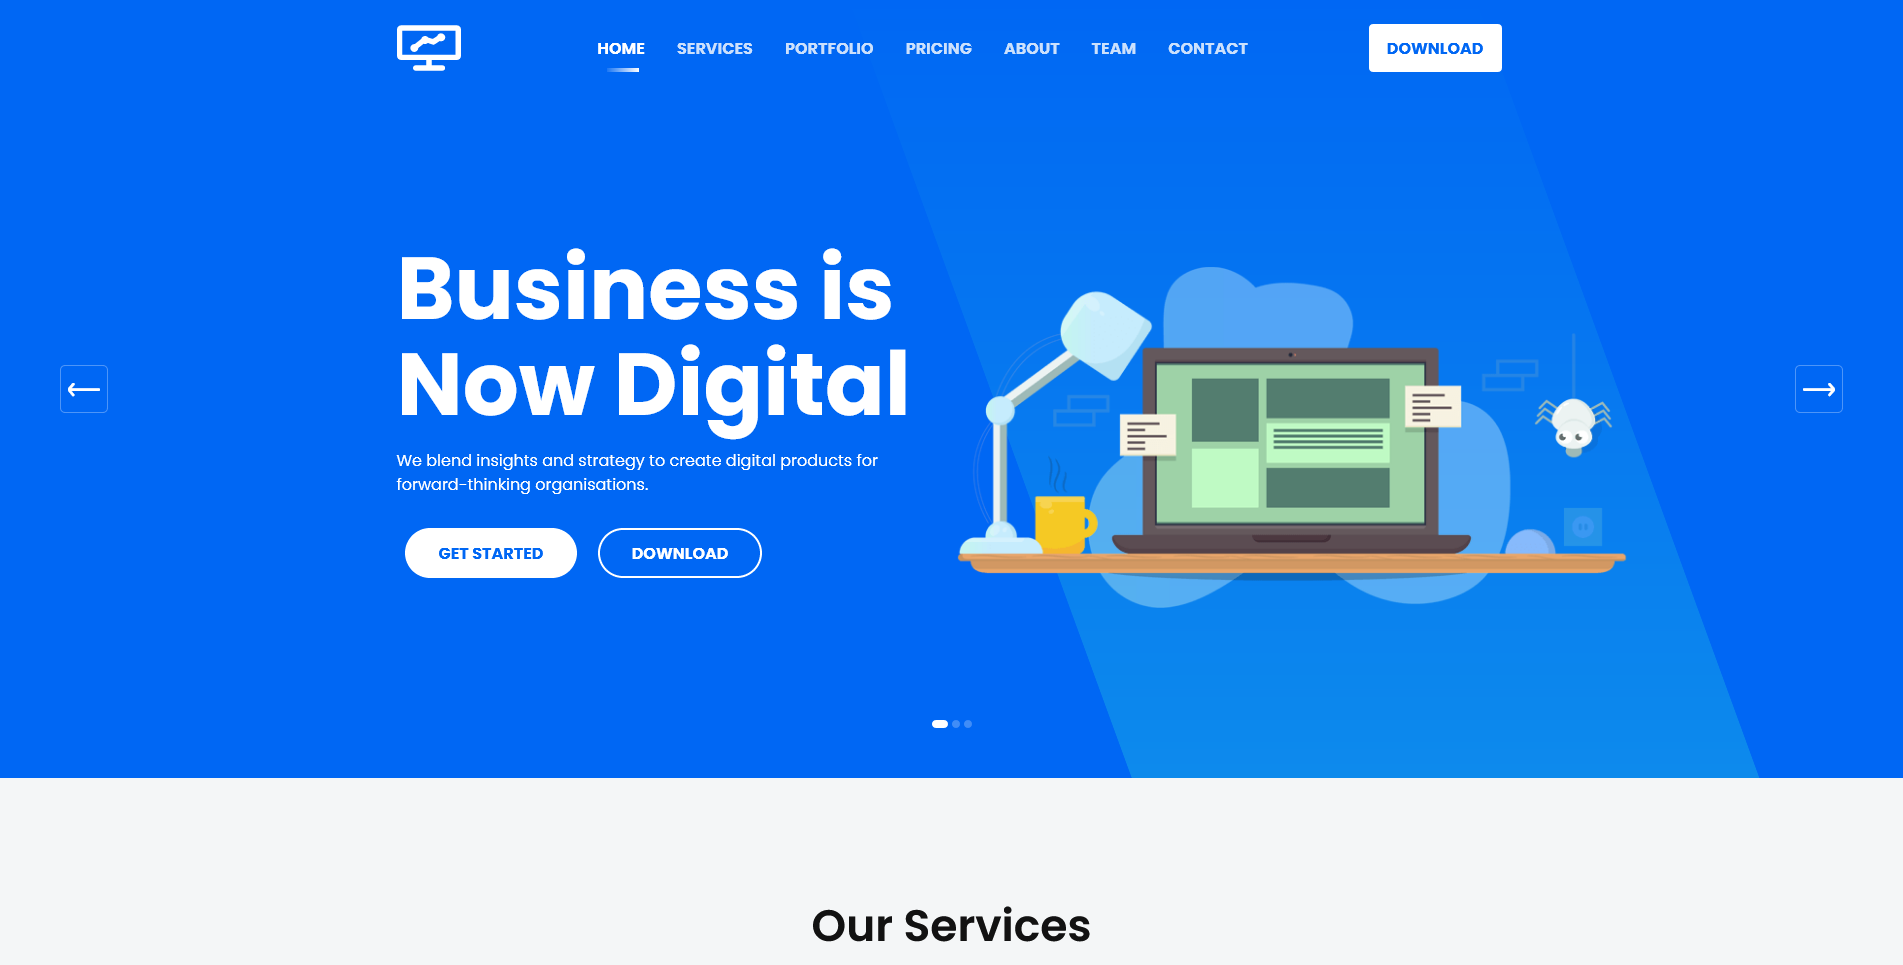 HOME SERVICES PORTFOLIO PRICING ABOUT TEAM CONTACT DOWNLOAD
Business is
Now Digital
We blend insights and strategy to create digital products for
forward-thinking organisations.
GET STARTED DOWNLOAD
Our Services